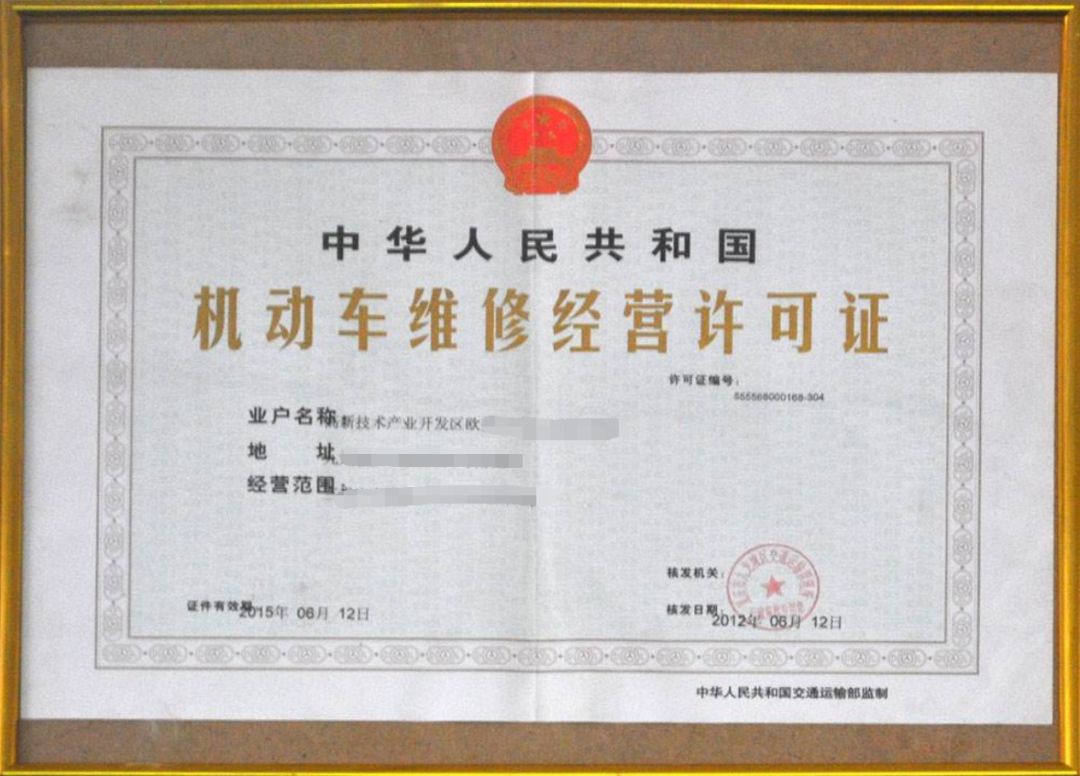 中华人民共和国
机动车维修经营许可证
许可证编号：
555568000168-304
业户名称：高新技术产业开发区欧
地 址
经营范围
核发机关：
证件有效期 2015年 06月 12日
核发日期：2012年 06月 12日
中华人民共和国交通运输部监制